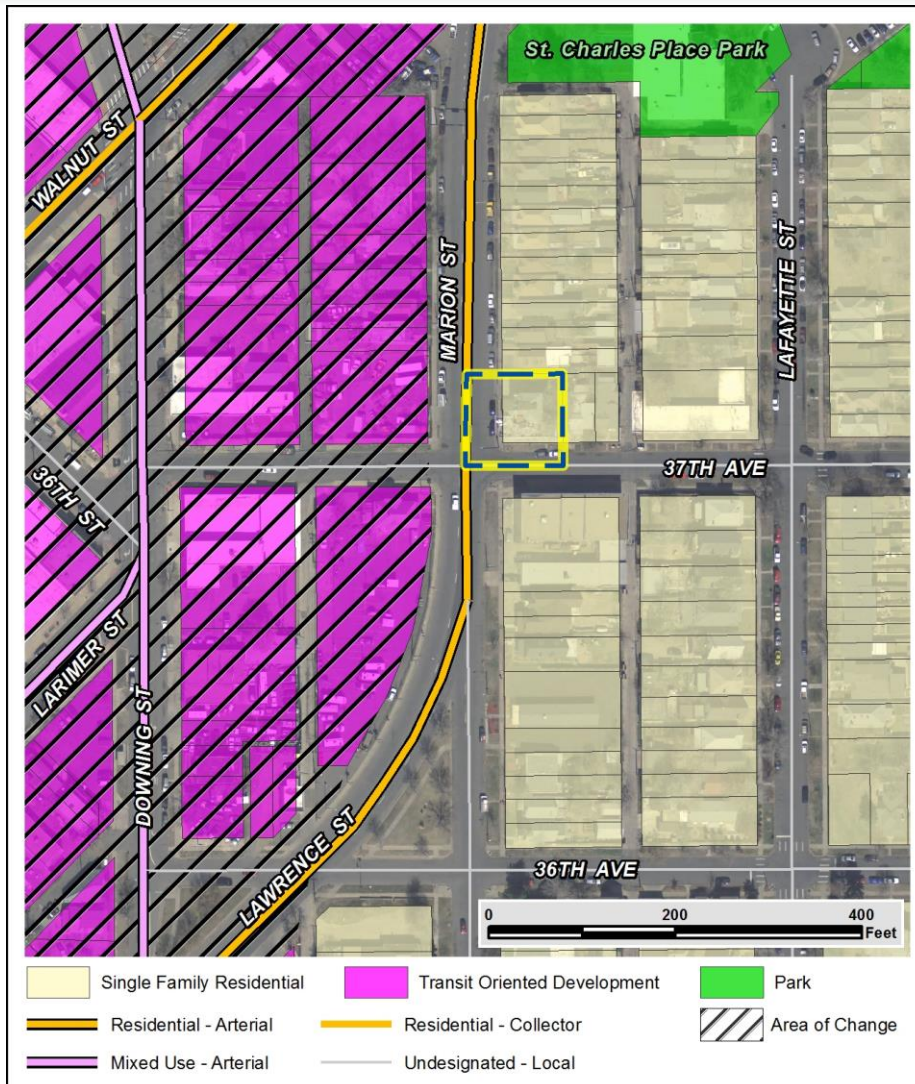 St. Charles Place Park
WALNUT ST
MARION ST
LAFAYETTE ST
37TH AVE
36TH ST
LARIMER ST
DOWNING ST
LAWRENCE ST
36TH AVE
0 200 400
Feet
Single Family Residential Transit Oriented Development Park
Residential - Arterial Residential - Collector Area of Change
Mixed Use - Arterial Undesignated - Local